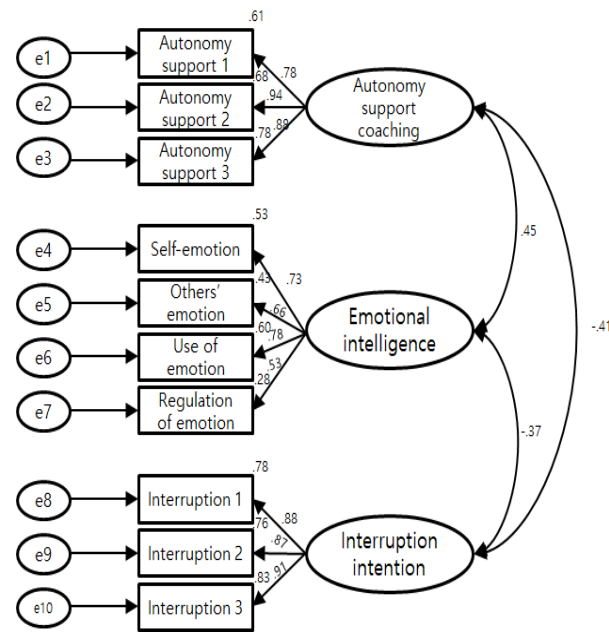 .61
e1
Autonomy
support 1
.78
.68
e2
Autonomy
support 2
.94
Autonomy
support
coaching
.78
.88
e3
Autonomy
support 3
.45
-.41
.53
e4
Self-emotion
.73
.43
e5
Others'
emotion
.66
.60
.78
e6
Use of
emotion
Emotional
intelligence
.28
.53
e7
Regulation
of emotion
-.37
.78
e8
Interruption 1
.88
.76
.87
e9
Interruption 2
Interruption
intention
.83
.91
e10
Interruption 3